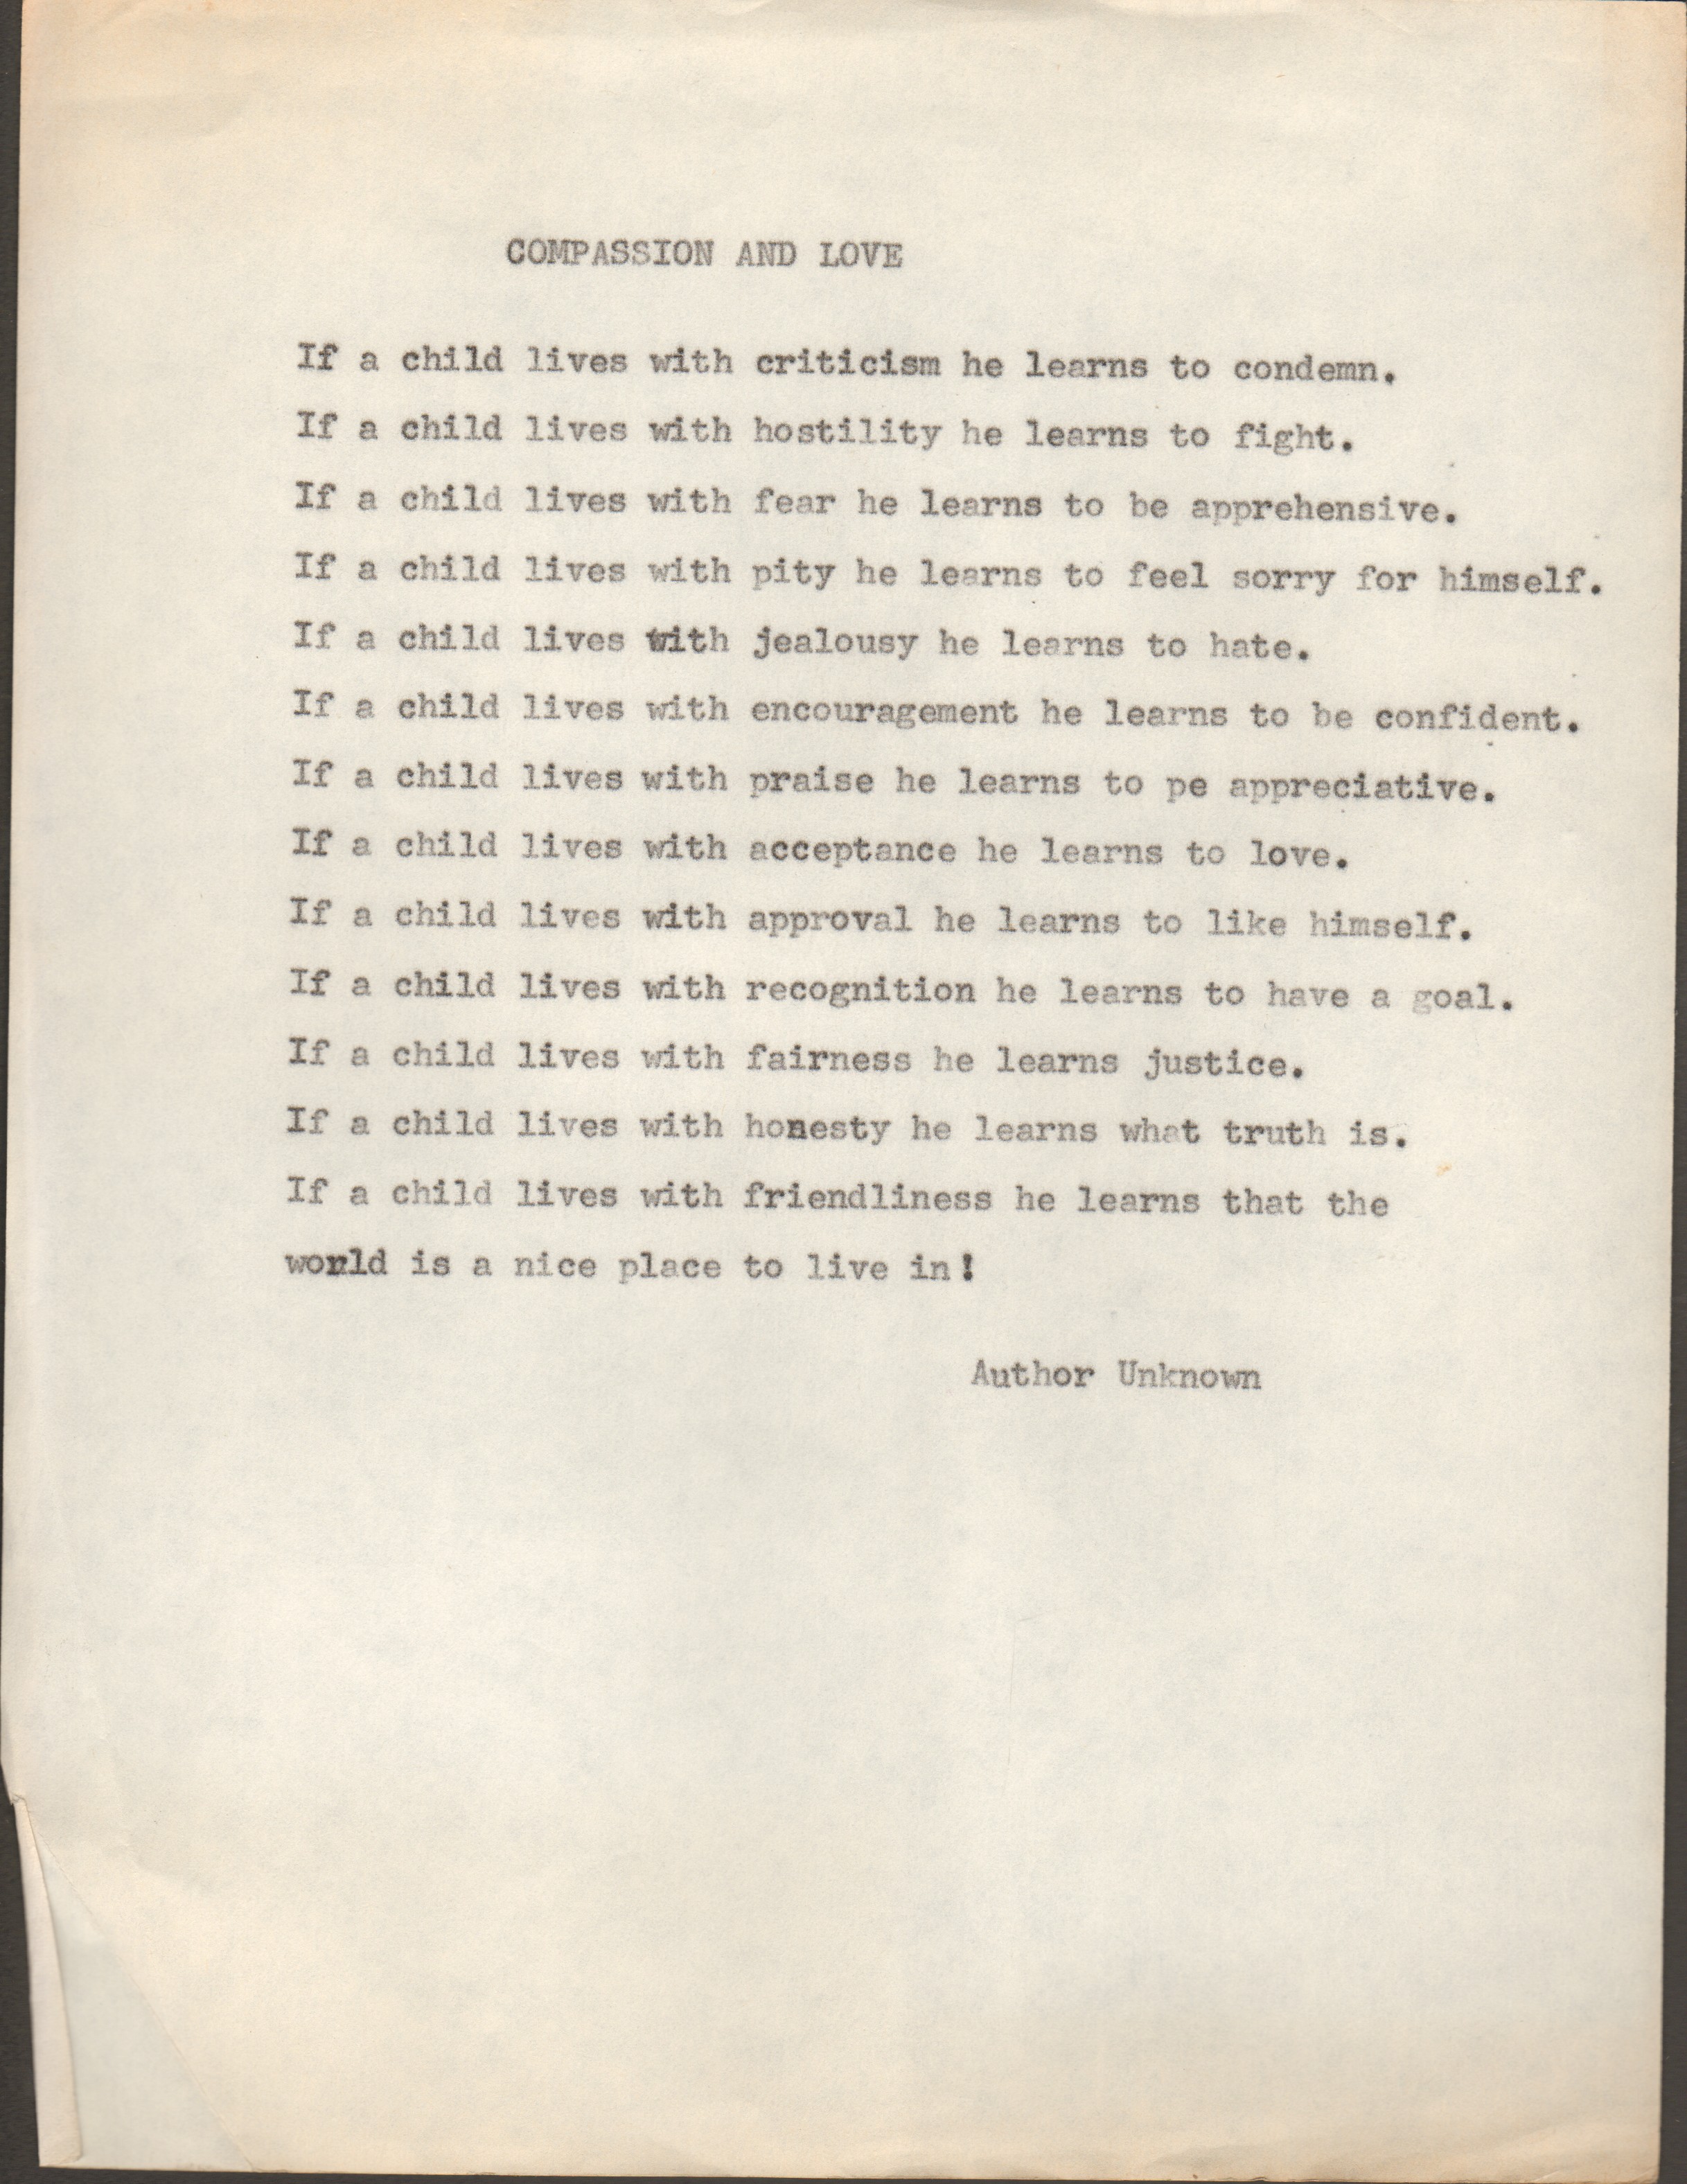 COMPASSION AND LOVE
If a child lives with criticism he learns to condemn.
If a child lives with hostility he learns to fight.
If a child lives with fear he learns to be apprehensive.
If a child lives with pity he learns to feel sorry for himself.
If a child lives with jealousy he learns to hate.
If a child lives with encouragement he learns to be confident.
If a child lives with praise he learns to pe appreciative.
If a child lives with acceptance he learns to love.
If a child lives with approval he learns to like himself.
If a child lives with recognition he learns to have a goal.
If a child lives with fairness he learns justice.
If a child lives with honesty he learns what truth is.
If a child lives with friendliness he learns that the
world is a nice place to live in!
Author Unknown